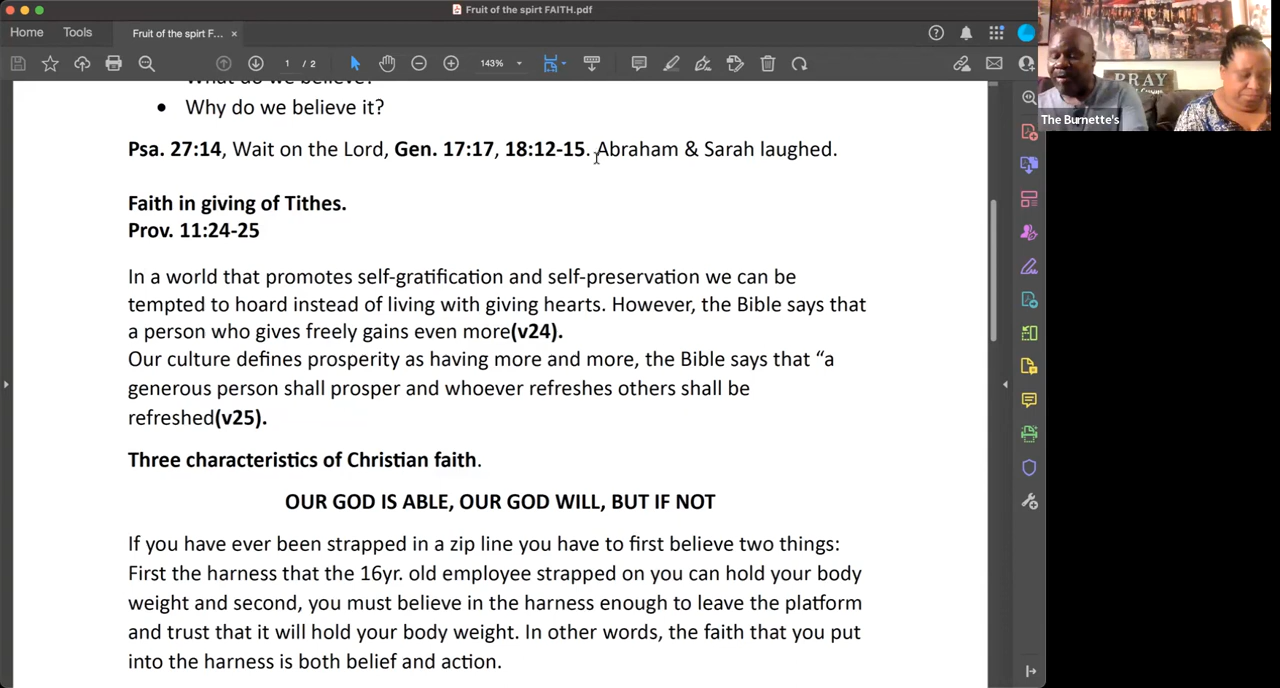 Fruit of the spirt FAITH.pdf
Home
Tools
Fruit of the spirt F... ×
1 / 2
143%
What do we believe?
• Why do we believe it?
Psa. 27:14, Wait on the Lord, Gen. 17:17, 18:12-15. Abraham & Sarah laughed.
Faith in giving of Tithes.
Prov. 11:24-25
In a world that promotes self-gratification and self-preservation we can be
tempted to hoard instead of living with giving hearts. However, the Bible says that
a person who gives freely gains even more(v24).
Our culture defines prosperity as having more and more, the Bible says that “a
generous person shall prosper and whoever refreshes others shall be
refreshed(v25).
Three characteristics of Christian faith.
OUR GOD IS ABLE, OUR GOD WILL, BUT IF NOT
If you have ever been strapped in a zip line you have to first believe two things:
First the harness that the 16yr. old employee strapped on you can hold your body
weight and second, you must believe in the harness enough to leave the platform
and trust that it will hold your body weight. In other words, the faith that you put
into the harness is both belief and action.
PRAY
The Burnette's